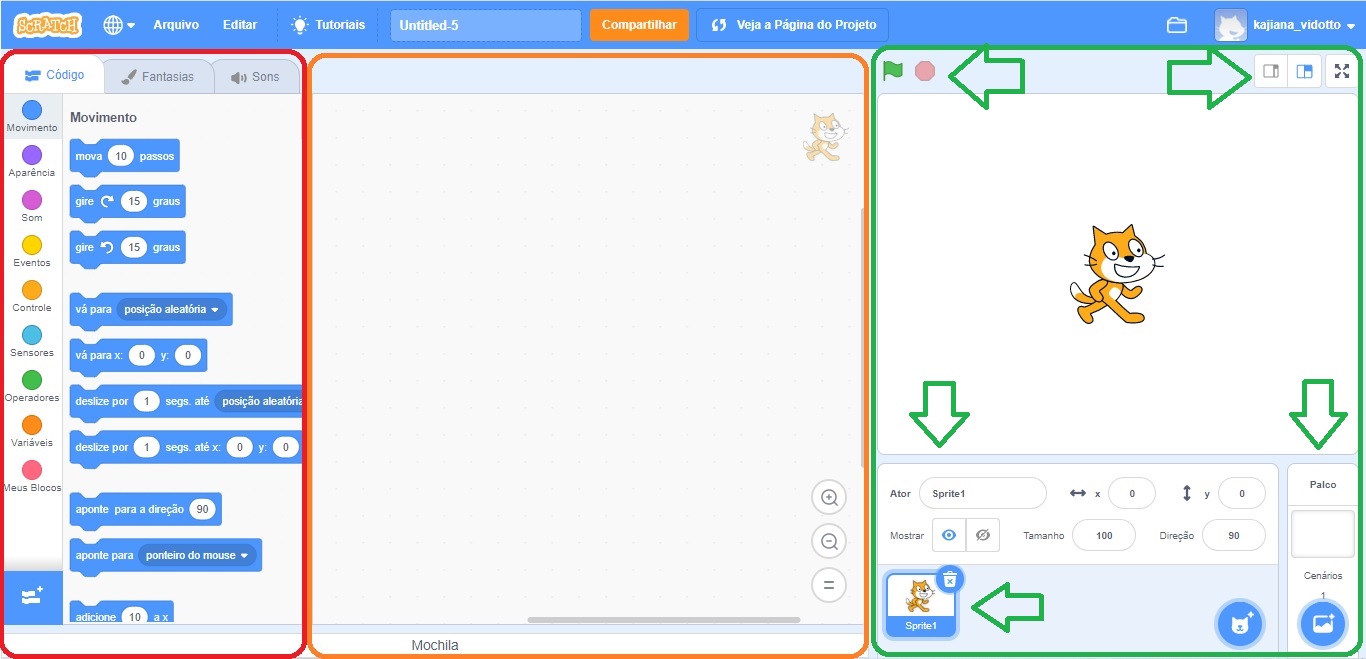 SCRATCH
Arquivo
Editar
Tutoriais
Untitled-5
Compartilhar
Veja a Página do Projeto
kajiana_vidotto
Código
Fantasias
Sons
Movimento
Aparência
Som
Eventos
Controle
Sensores
Operadores
Variáveis
Meus Blocos
Movimento
mova 10 passos
gire 15 graus
gire 15 graus
vá para posição aleatória
vá para x: 0 y: 0
deslize por 1 segs. até posição aleatória
deslize por 1 segs. até x: 0 y: 0
aponte para a direção 90
aponte para ponteiro do mouse
adicione 10 a x
Mochila
Ator Sprite1 x 0 y 0
Mostrar Tamanho 100 Direção 90
Sprite1
Palco
Cenários
1